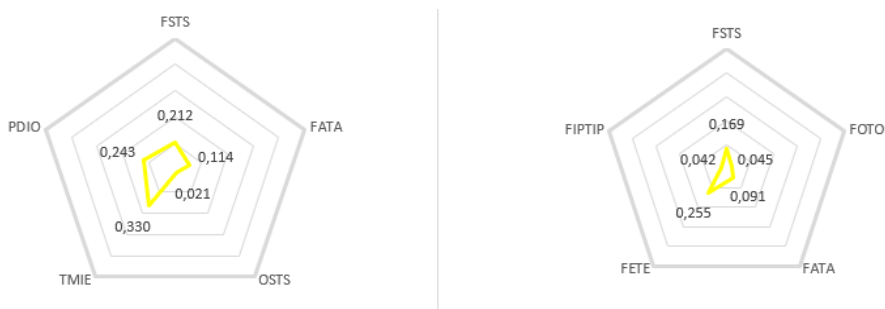 FSTS
0,212
PDIO
FATA
0,243
0,114
0,021
0,330
TMIE
OSTS
FSTS
0,169
FIPTIP
FOTO
0,042
0,045
0,091
0,255
FETE
FATA